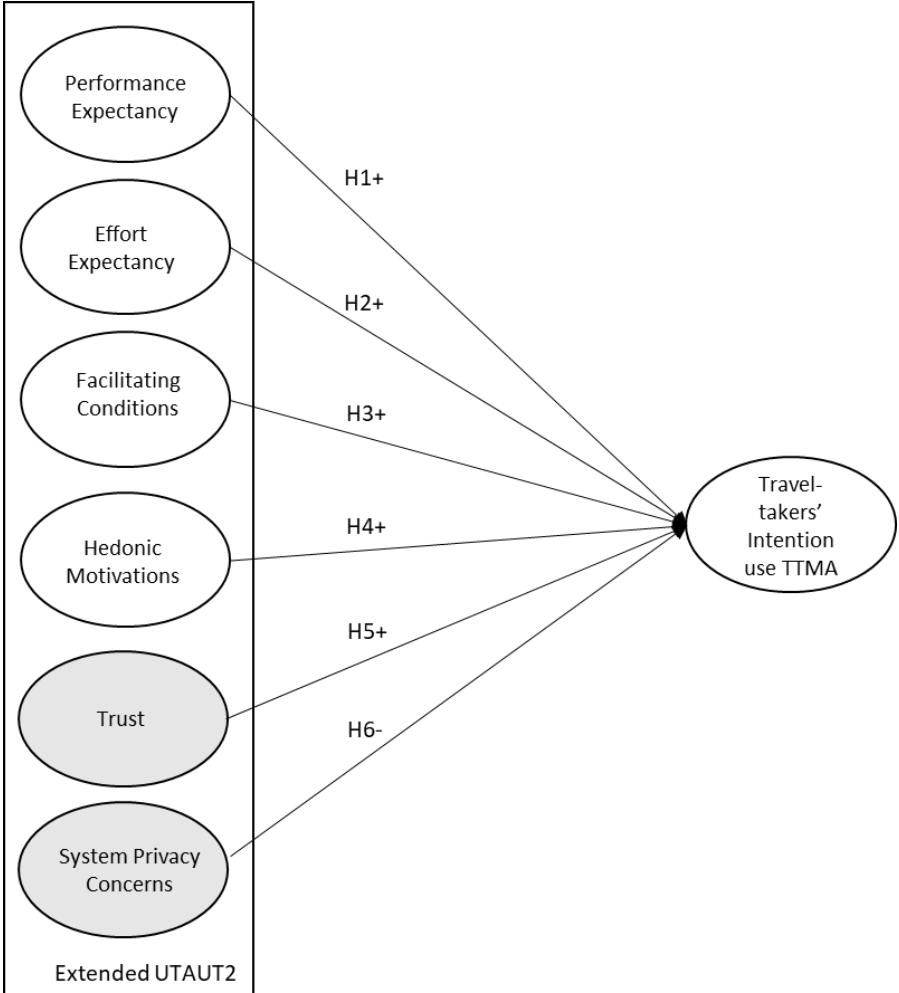 Performance
Expectancy
H1+
Effort
Expectancy
H2+
Facilitating
Conditions
H3+
Hedonic
Motivations
H4+
Travel-
takers’
Intention
use TTMA
Trust
H5+
System Privacy
Concerns
H6-
Extended UTAUT2